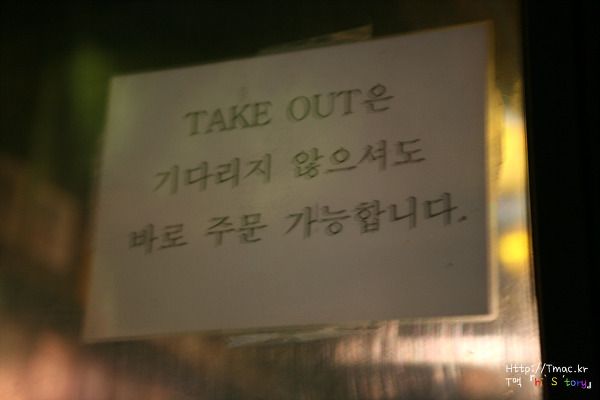 TAKE OUT은
기다리지 않으셔도
바로 주문 가능합니다.
Http://Tmac.kr
T맥 『hi S tory』